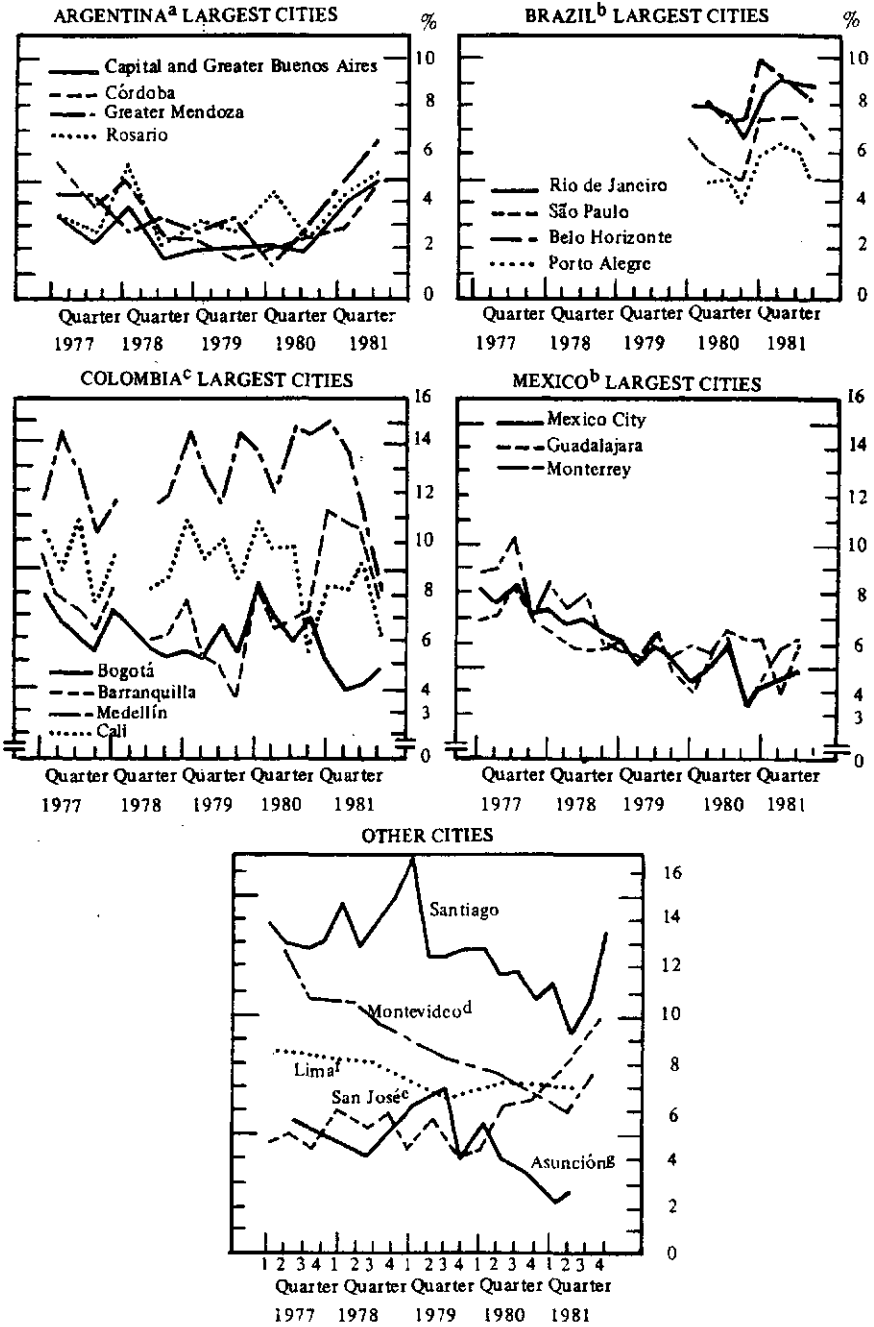 ARGENTINAᵃ LARGEST CITIES
%
10
8
6
4
2
0
Capital and Greater Buenos Aires
Córdoba
Greater Mendoza
Rosario
Quarter Quarter Quarter Quarter Quarter
1977 1978 1979 1980 1981
BRAZILᵇ LARGEST CITIES
%
10
8
6
4
2
0
Rio de Janeiro
São Paulo
Belo Horizonte
Porto Alegre
Quarter Quarter Quarter Quarter Quarter
1977 1978 1979 1980 1981
COLOMBIAᶜ LARGEST CITIES
16
14
12
10
8
6
4
3
0
Bogotá
Barranquilla
Medellín
Cali
Quarter Quarter Quarter Quarter Quarter
1977 1978 1979 1980 1981
MEXICOᵇ LARGEST CITIES
16
14
12
10
8
6
4
3
0
Mexico City
Guadalajara
Monterrey
Quarter Quarter Quarter Quarter Quarter
1977 1978 1979 1980 1981
OTHER CITIES
16
14
12
10
8
6
4
2
0
Santiago
Montevideoᵈ
Limaᶠ
San Joséᵉ
Asunciónᵍ
1 2 3 4 1 2 3 4 1 2 3 4 1 2 3 4 1 2 3 4
Quarter Quarter Quarter Quarter Quarter
1977 1978 1979 1980 1981